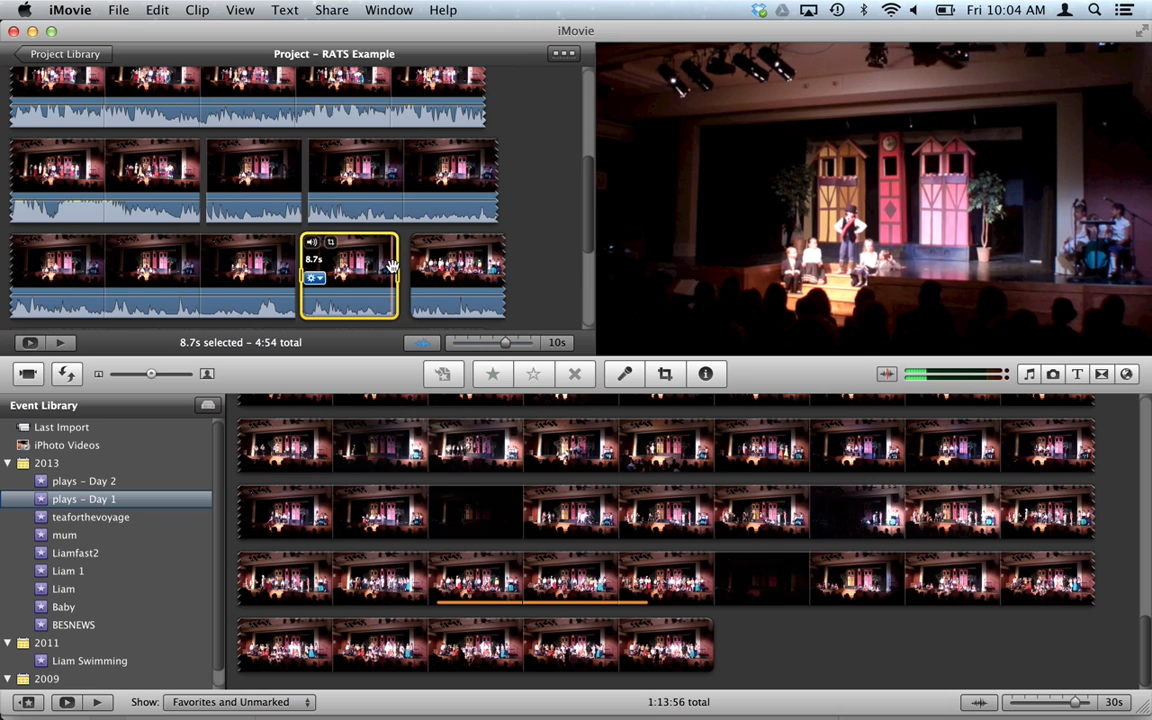 iMovie File Edit Clip View Text Share Window Help Fri 10:04 AM
iMovie
Project Library Project – RATS Example
8.7s
8.7s selected – 4:54 total 10s
Event Library
Last Import
iPhoto Videos
2013
plays – Day 2
plays – Day 1
teaforthevoyage
mum
Liamfast2
Liam 1
Liam
Baby
BESNEWS
2011
Liam Swimming
2009
Show: Favorites and Unmarked 1:13:56 total 30s